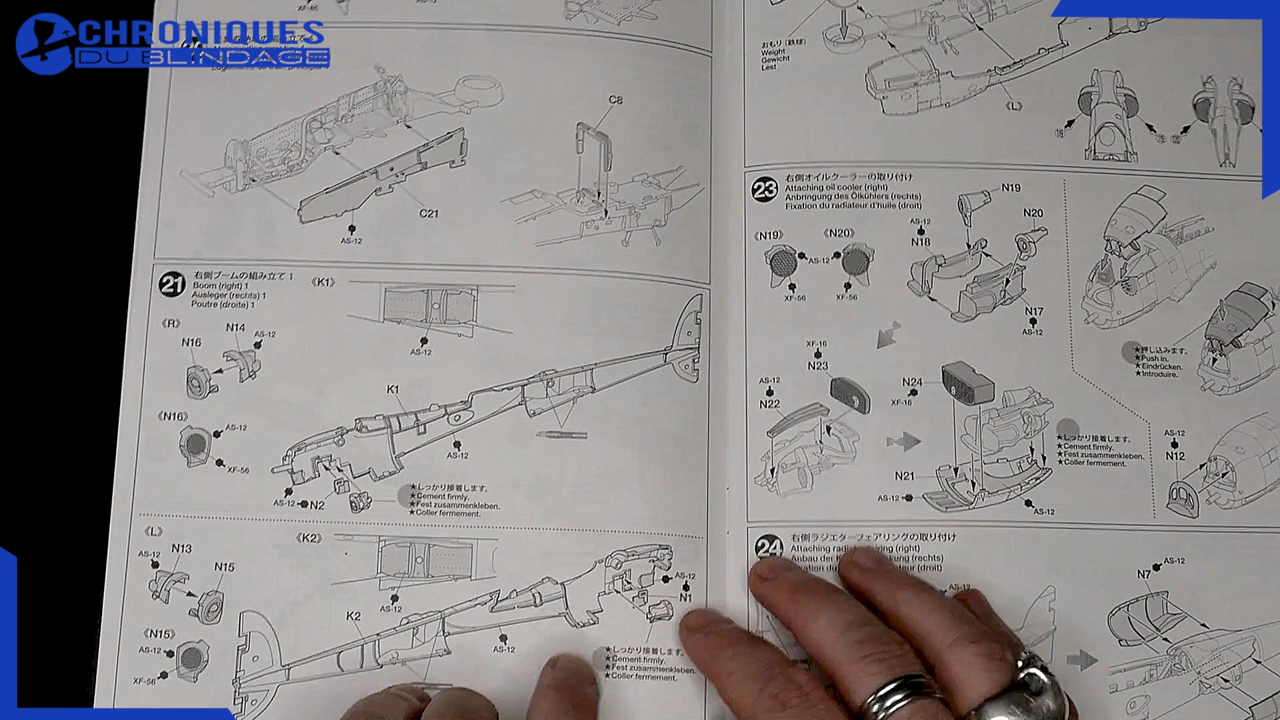 CHRONIQUES
DU BLINDAGE
XF-56
AS-12
C8
C21
AS-12
21
右側ブームの組み立て 1
Boom (right) 1
Ausleger (rechts) 1
Poutre (droite) 1
《K1》
AS-12
《R》
N14
AS-12
N16
《N16》
AS-12
XF-56
K1
AS-12
AS-12
N2
★しっかり接着します。
★Cement firmly.
★Fest zusammenkleben.
★Coller fermement.
《L》
N13
AS-12
N15
《K2》
AS-12
《N15》
AS-12
XF-56
K2
AS-12
AS-12
N1
★しっかり接着します。
★Cement firmly.
★Fest zusammenkleben.
★Coller fermement.
おもり (鉄球)
Weight
Gewicht
Lest
《L》
23
右側オイルクーラーの取り付け
Attaching oil cooler (right)
Anbringung des Ölkühlers (rechts)
Fixation du radiateur d'huile (droit)
《N19》
《N20》
AS-12
XF-56
XF-56
N19
AS-12
N18
N20
N17
AS-12
★押し込みます。
★Push in.
★Eindrücken.
★Introduire.
XF-16
N23
AS-12
N22
N24
XF-16
N21
AS-12
AS-12
★しっかり接着します。
★Cement firmly.
★Fest zusammenkleben.
★Coller fermement.
AS-12
N12
24
右側ラジエターフェアリングの取り付け
AS-12
N7
AS-12